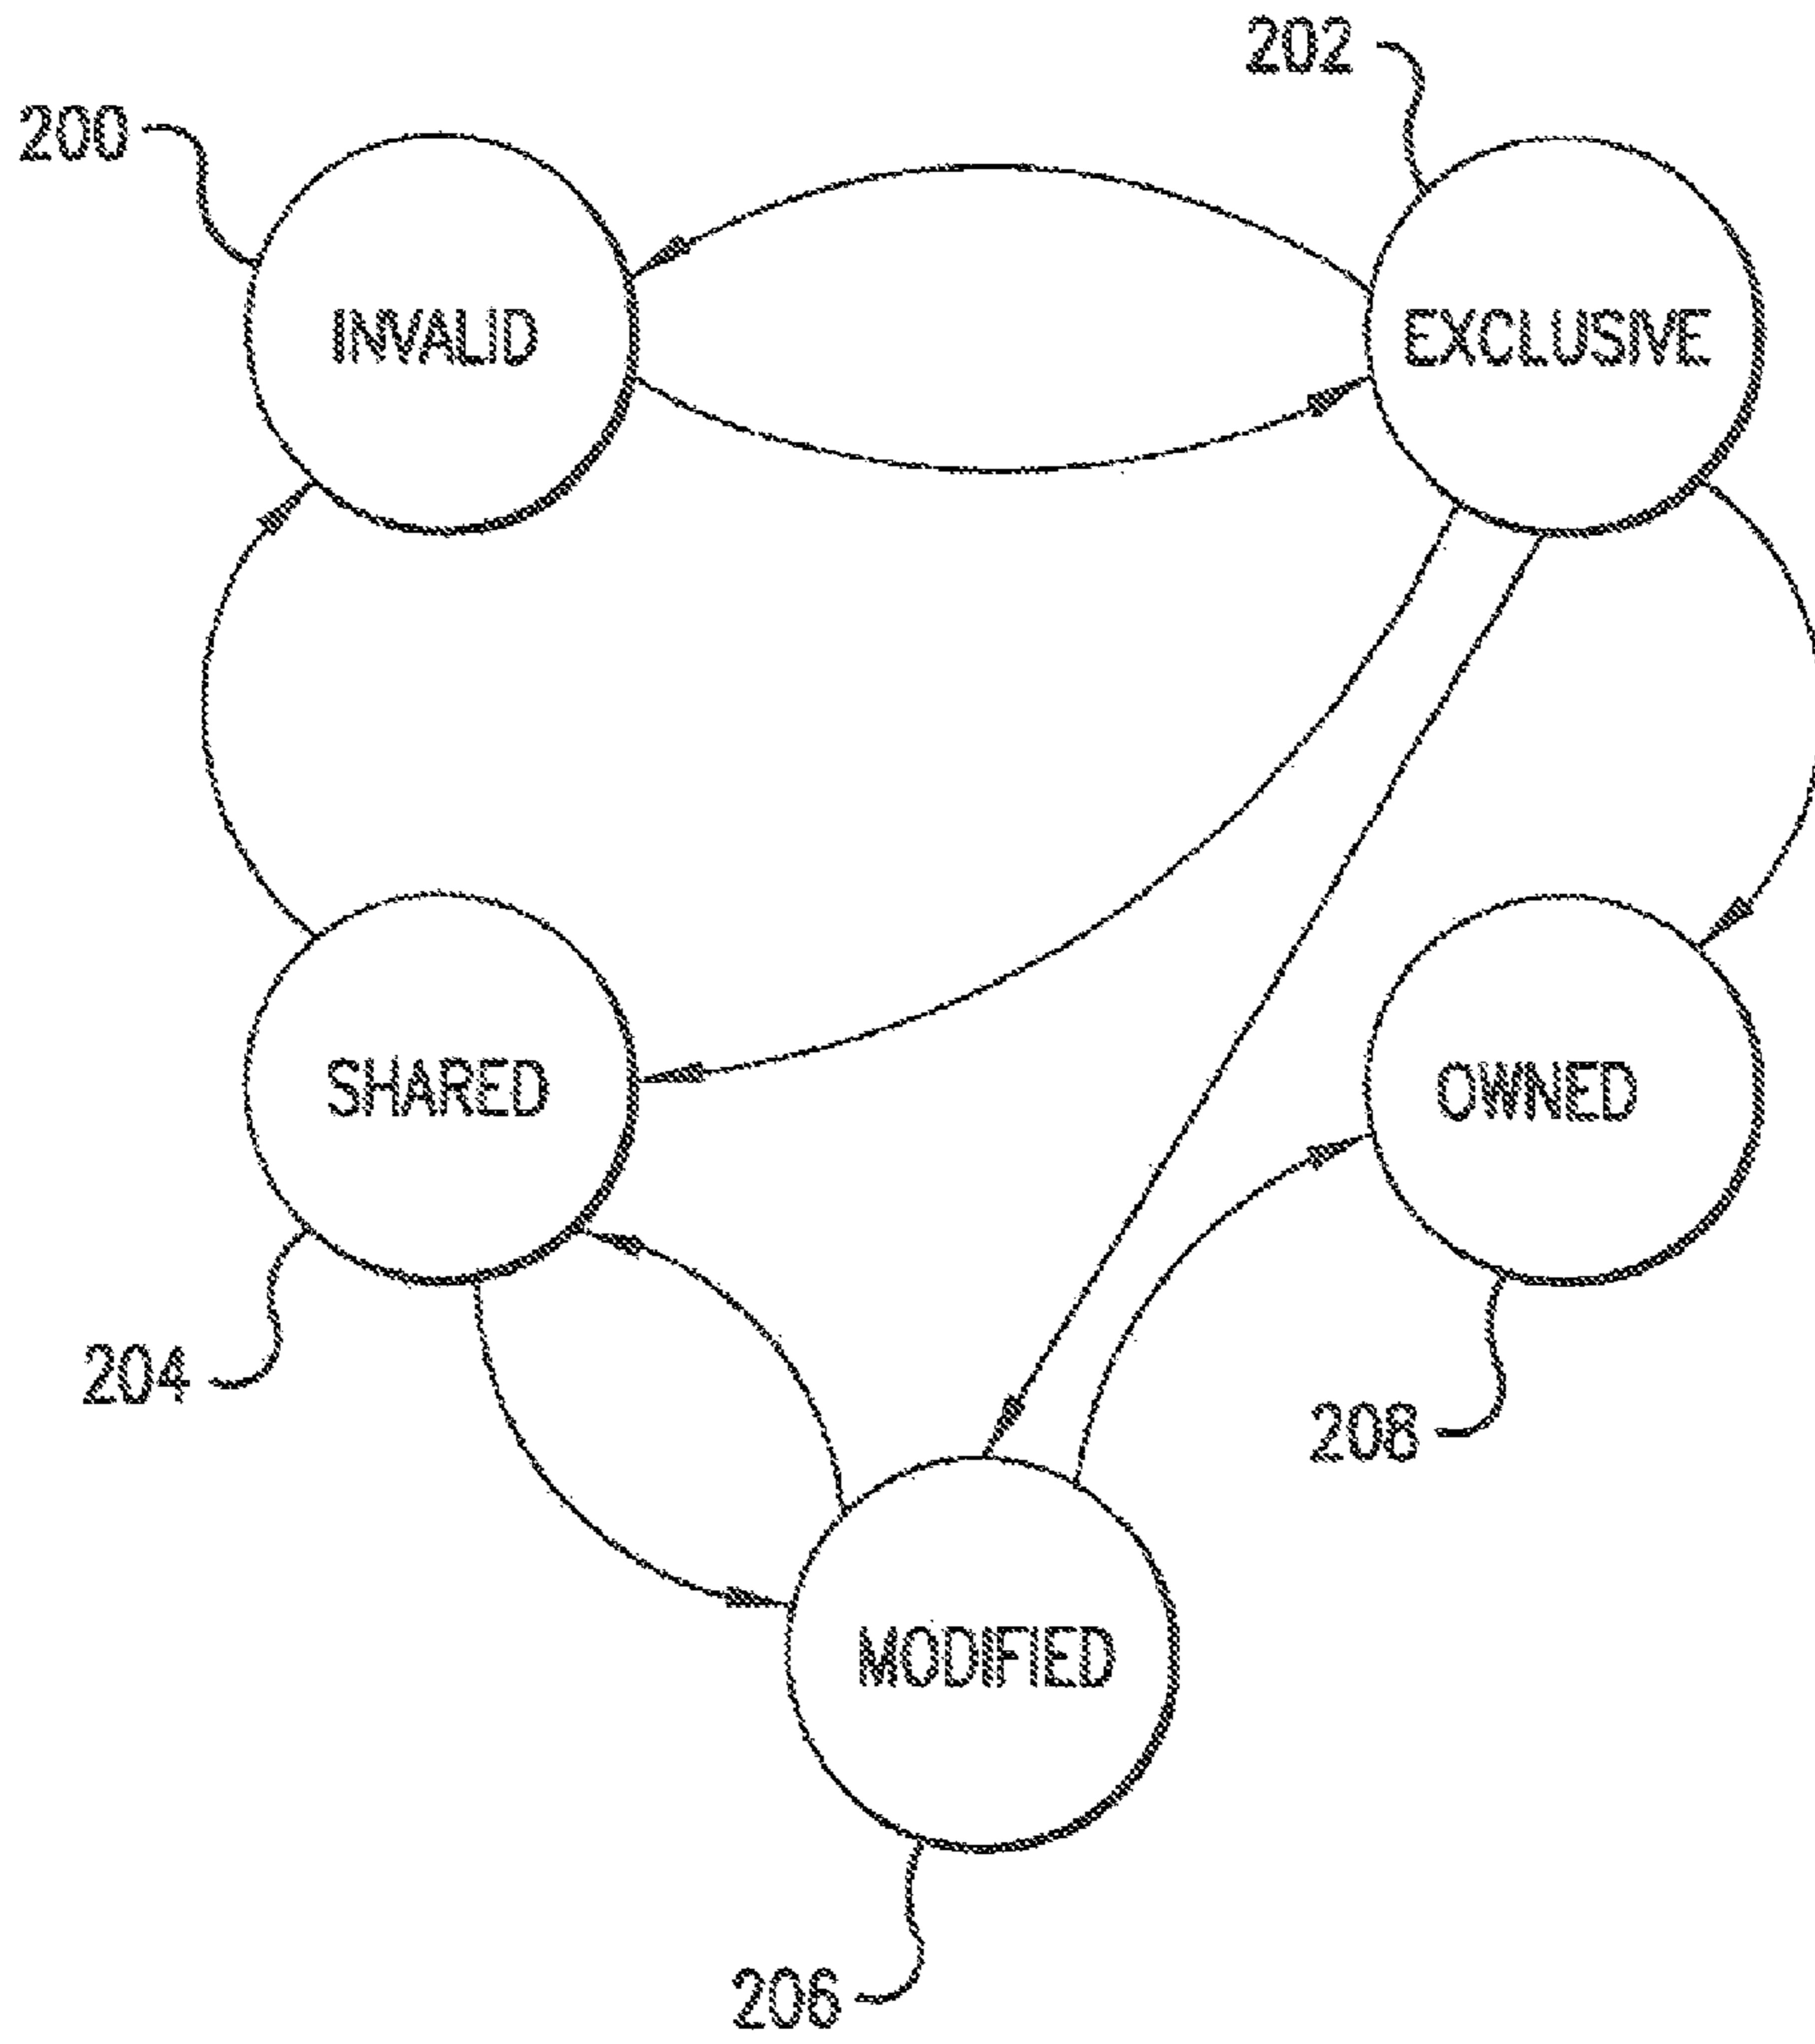 202
200
INVALID
EXCLUSIVE
SHARED
OWNED
204
208
MODIFIED
206